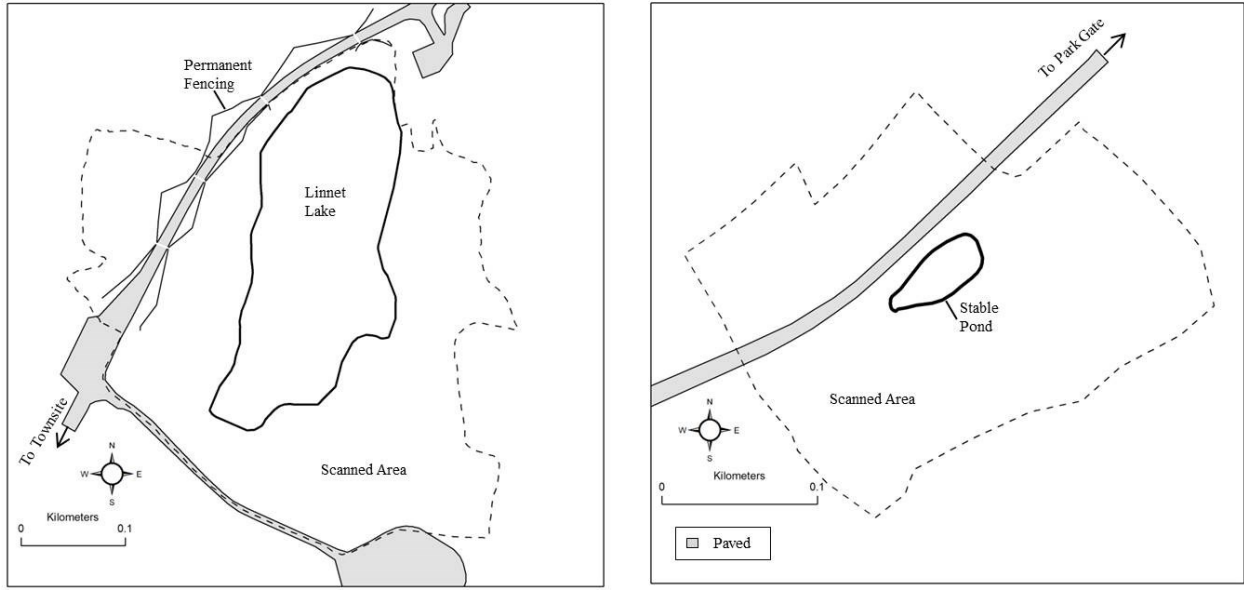 Permanent
Fencing
Linnet
Lake
Scanned Area
To Townsite
N
W E
S
Kilometers
0 0.1
To Park Gate
Stable
Pond
Scanned Area
N
W E
S
Kilometers
0 0.1
Paved